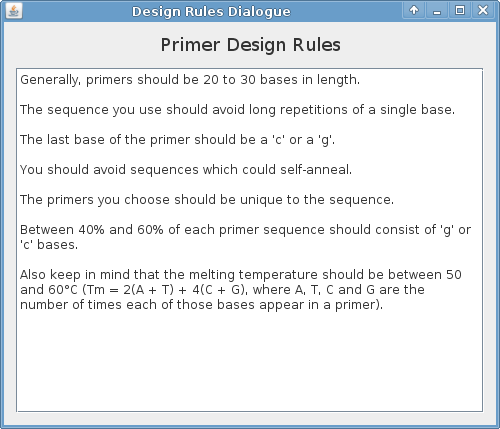 Design Rules Dialogue
Primer Design Rules
Generally, primers should be 20 to 30 bases in length.
The sequence you use should avoid long repetitions of a single base.
The last base of the primer should be a 'c' or a 'g'.
You should avoid sequences which could self-anneal.
The primers you choose should be unique to the sequence.
Between 40% and 60% of each primer sequence should consist of 'g' or
'c' bases.
Also keep in mind that the melting temperature should be between 50
and 60°C (Tm = 2(A + T) + 4(C + G), where A, T, C and G are the
number of times each of those bases appear in a primer).